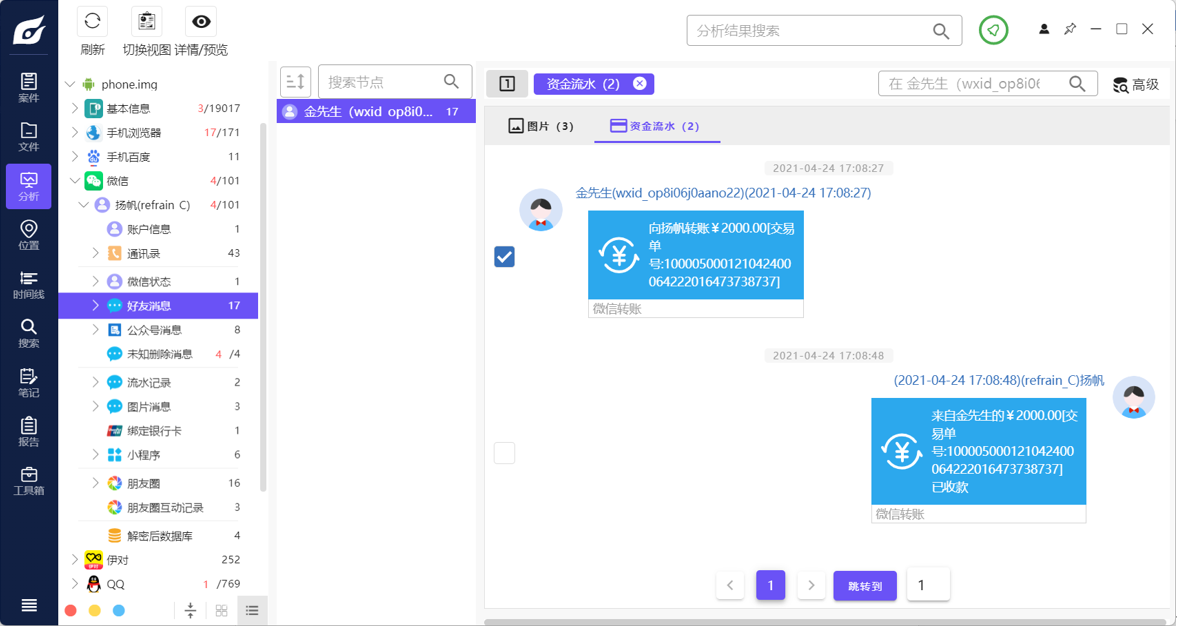 刷新
切换视图
详情/预览
分析结果搜索
案件
文件
分析
位置
时间线
搜索
笔记
报告
工具箱
phone.img
基本信息 3/19017
手机浏览器 17/171
手机百度 11
微信 4/101
扬帆(refrain_C) 4/101
账户信息 1
通讯录 43
微信状态 1
好友消息 17
公众号消息 8
未知删除消息 4 /4
流水记录 2
图片消息 3
绑定银行卡 1
小程序 6
朋友圈 16
朋友圈互动记录 3
解密后数据库 4
伊对 252
QQ 1 /769
搜索节点
金先生（wxid_op8i0... 17
1
资金流水（2）
在 金先生（wxid_op8i06
高级
图片（3）
资金流水（2）
2021-04-24 17:08:27
金先生(wxid_op8i06j0aano22)(2021-04-24 17:08:27)
向扬帆转账￥2000.00[交易
单
号:100005000121042400
064222016473738737]
微信转账
2021-04-24 17:08:48
(2021-04-24 17:08:48)(refrain_C)扬帆
来自金先生的￥2000.00[交
易单
号:100005000121042400
064222016473738737]
已收款
微信转账
1
跳转到
1